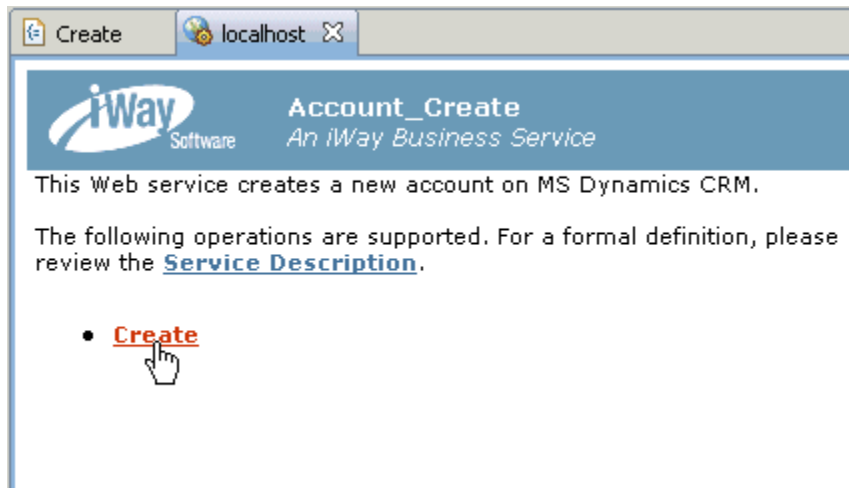 Create localhost
iWay Software
Account_Create
An iWay Business Service
This Web service creates a new account on MS Dynamics CRM.
The following operations are supported. For a formal definition, please
review the Service Description.
• Create